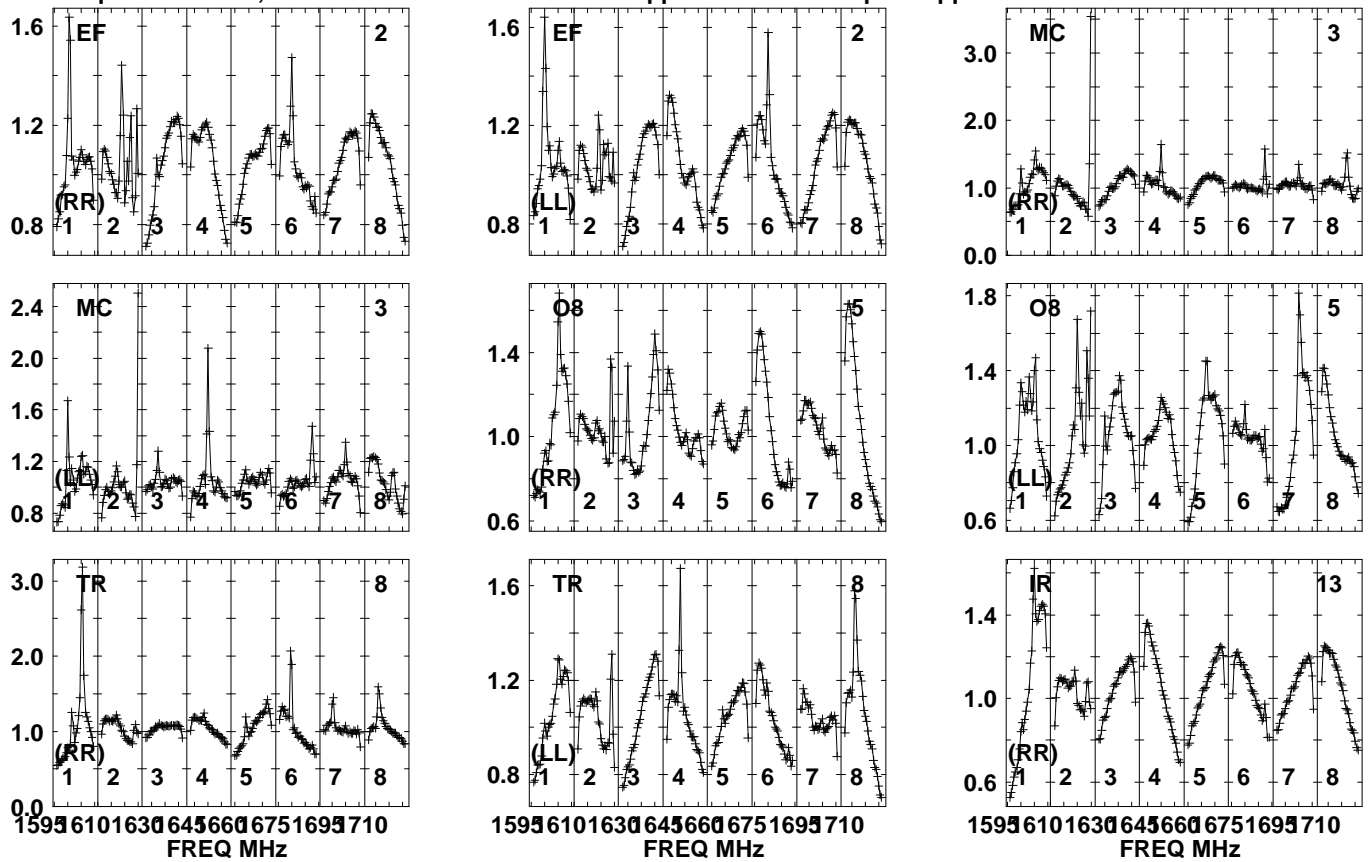 EF 2
EF 2
MC 3
1.6
1.2
0.8
(RR)
1 2 3 4 5 6 7 8
1.6
1.2
0.8
(LL)
1 2 3 4 5 6 7 8
3.0
2.0
1.0
0.0
(RR)
1 2 3 4 5 6 7 8
MC 3
O8 5
O8 5
2.4
2.0
1.6
1.2
0.8
(LL)
1 2 3 4 5 6 7 8
1.4
1.0
0.6
(RR)
1 2 3 4 5 6 7 8
1.8
1.4
1.0
0.6
(LL)
1 2 3 4 5 6 7 8
TR 8
TR 8
IR 13
3.0
2.0
1.0
0.0
(RR)
1 2 3 4 5 6 7 8
1.6
1.2
0.8
(LL)
1 2 3 4 5 6 7 8
1.4
1.0
0.6
(RR)
1 2 3 4 5 6 7 8
1595 1610 1630 1645 1660 1675 1695 1710
1595 1610 1630 1645 1660 1675 1695 1710
1595 1610 1630 1645 1660 1675 1695 1710
FREQ MHz
FREQ MHz
FREQ MHz